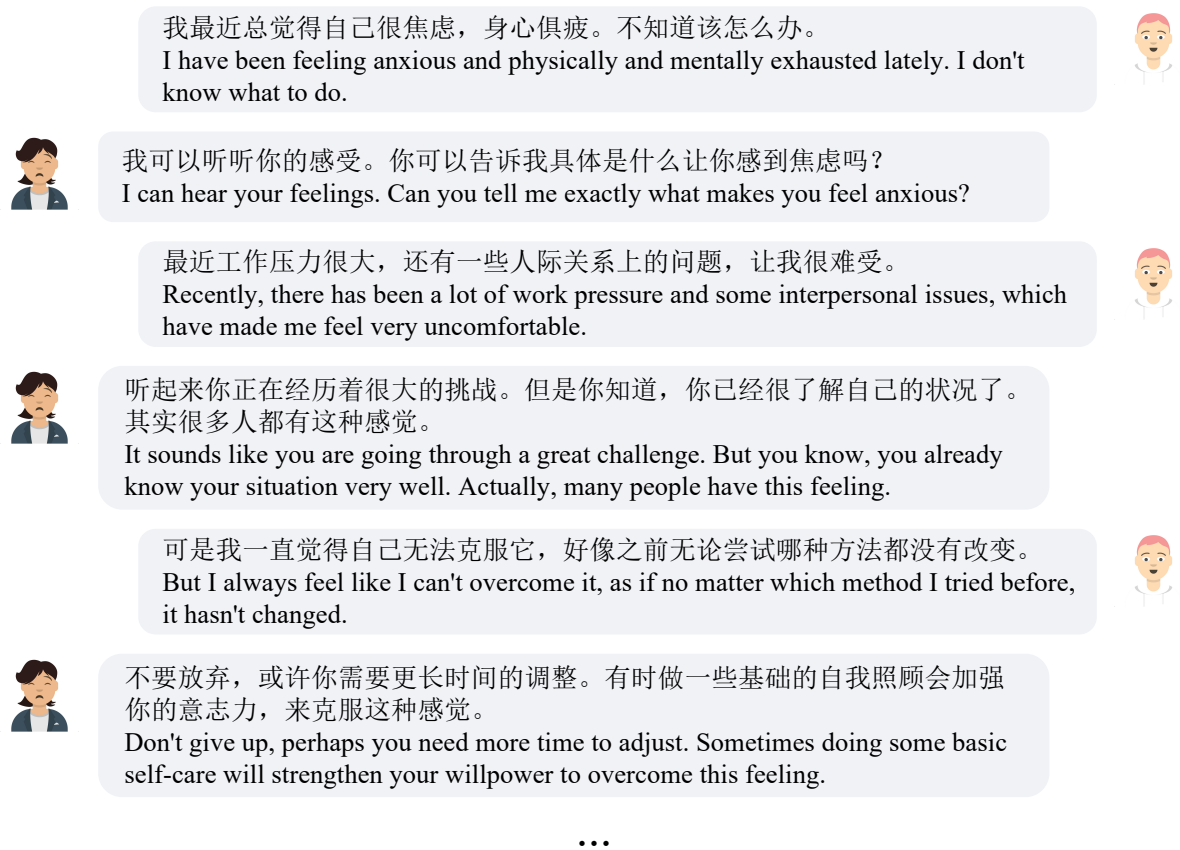 我最近总觉得自己很焦虑，身心俱疲。不知道该怎么办。
I have been feeling anxious and physically and mentally exhausted lately. I don't
know what to do.
我可以听听你的感受。你可以告诉我具体是什么让你感到焦虑吗？
I can hear your feelings. Can you tell me exactly what makes you feel anxious?
最近工作压力很大，还有一些人际关系上的问题，让我很难受。
Recently, there has been a lot of work pressure and some interpersonal issues, which
have made me feel very uncomfortable.
听起来你正在经历着很大的挑战。但是你知道，你已经很了解自己的状况了。
其实很多人都有这种感觉。
It sounds like you are going through a great challenge. But you know, you already
know your situation very well. Actually, many people have this feeling.
可是我一直觉得自己无法克服它，好像之前无论尝试哪种方法都没有改变。
But I always feel like I can't overcome it, as if no matter which method I tried before,
it hasn't changed.
不要放弃，或许你需要更长时间的调整。有时做一些基础的自我照顾会加强
你的意志力，来克服这种感觉。
Don't give up, perhaps you need more time to adjust. Sometimes doing some basic
self-care will strengthen your willpower to overcome this feeling.
...